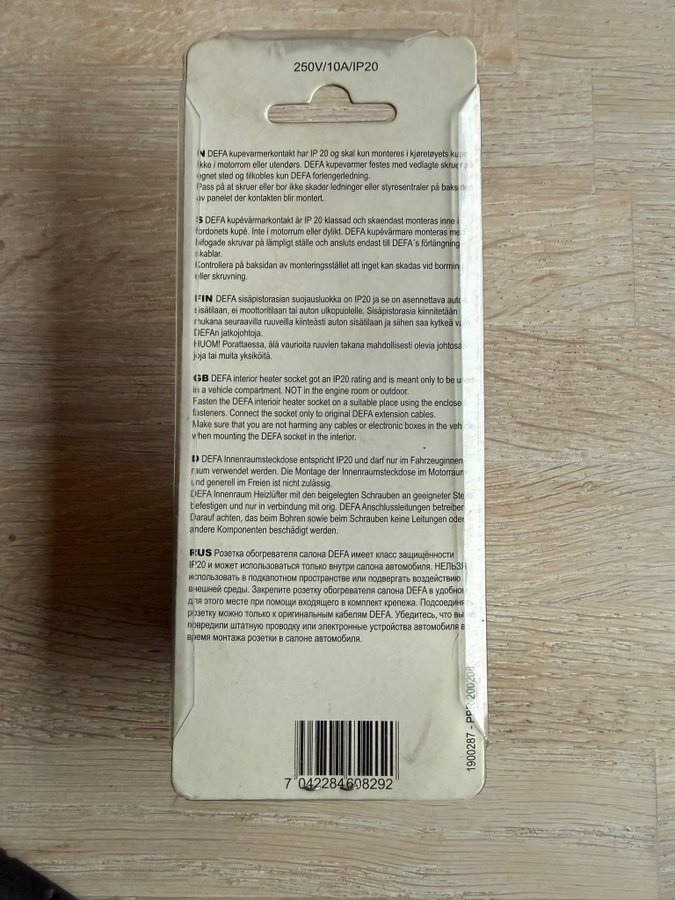 250V/10A/IP20
N DEFA kupevarmerkontakt har IP 20 og skal kun monteres i kjøretøyets kupe
Ikke i motorrom eller utendørs. DEFA kupevarmer festes med vedlagte skruer på
egnet sted og tilkobles kun DEFA forlengerledning.
Pass på at skruer eller bor ikke skader ledninger eller styresentraler på bakside
av panelet der kontakten blir montert.
S DEFA kupévärmarkontakt är IP 20 klassad och skaendast monteras inne i
fordonets kupé. Inte i motorrum eller dylikt. DEFA kupévärmare monteras med
bifogade skruvar på lämpligt ställe och ansluts endast till DEFA´s förlängning
kablar.
Kontrollera på baksidan av monteringsstället att inget kan skadas vid borrning
eller skruvning.
FIN DEFA sisäpistorasian suojausluokka on IP20 ja se on asennettava auton
sisätilaan, ei moottoritilaan tai auton ulkopuolelle. Sisäpistorasia kiinnitetään
mukana seuraavilla ruuveilla kiinteästi auton sisätilaan ja siihen saa kytkeä vain
DEFAn jatkojohtoja.
HUOM! Porattaessa, älä vaurioita ruuvien takana mahdollisesti olevia johtosa
joja tai muita yksiköitä.
GB DEFA interior heater socket got an IP20 rating and is meant only to be used
in a vehicle compartment. NOT in the engine room or outdoor.
Fasten the DEFA interioir heater socket on a suitable place using the enclosed
fasteners. Connect the socket only to original DEFA extension cables.
Make sure that you are not harming any cables or electronic boxes in the vehicle
when mounting the DEFA socket in the interior.
D DEFA Innenraumsteckdose entspricht IP20 und darf nur im Fahrzeuginnen
raum verwendet werden. Die Montage der Innenraumsteckdose im Motorraum
und generell im Freien ist nicht zulässig.
DEFA Innenraum Heizlüfter mit den beigelegten Schrauben an geeigneter Ste
befestigen und nur in verbindung mit orig. DEFA Anschlussleitungen betreiben
Darauf achten, das beim Bohren sowie beim Schrauben keine Leitungen oder
andere Komponenten beschädigt werden.
RUS Розетка обогревателя салона DEFA имеет класс защищённости
IP20 и может использоваться только внутри салона автомобиля. НЕЛЬЗЯ
использовать в подкапотном пространстве или подвергать воздействию
внешней среды. Закрепите розетку обогревателя салона DEFA в удобном
для этого месте при помощи входящего в комплект крепежа. Подсоединять
розетку можно только к оригинальным кабелям DEFA. Убедитесь, что вы не
повредили штатную проводку или электронные устройства автомобиля во
время монтажа розетки в салоне автомобиля.
7 042284608292
1900287 - PPR 200208